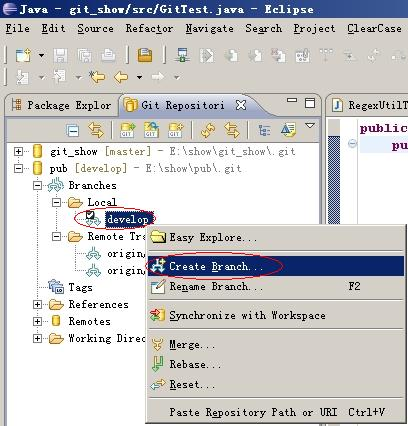 Java - git_show/src/GitTest.java - Eclipse
File Edit Source Refactor Navigate Search Project ClearCase
Package Explor
Git Repositori
RegexUtilT
git_show [master] - E:\show\git_show\.git
public
pu
pub [develop] - E:\show\pub\.git
Branches
Local
develop
Remote Tra
origin/
origin/
Tags
References
Remotes
Working Direc
Easy Explore...
Create Branch...
Rename Branch... F2
Synchronize with Workspace
Merge...
Rebase...
Reset...
Paste Repository Path or URI Ctrl+V